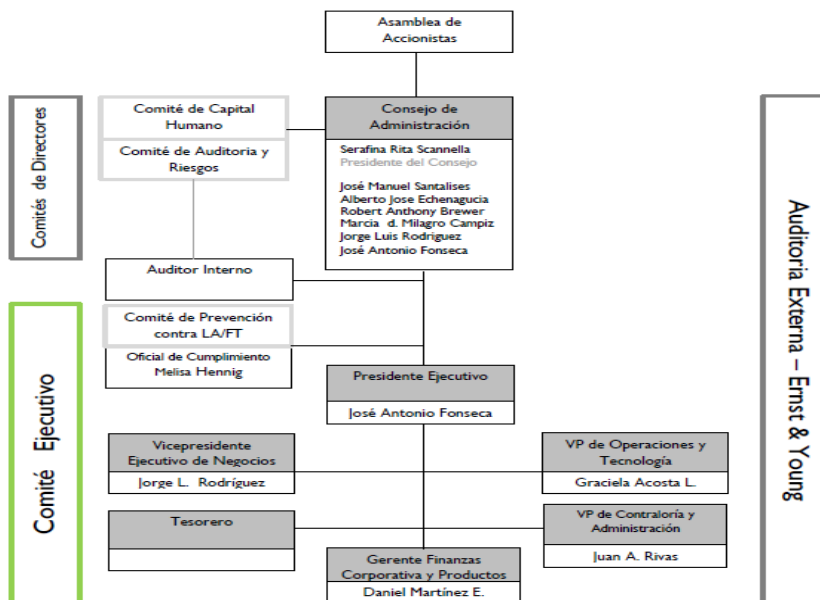 Asamblea de
Accionistas
Comités de Directores
Comité de Capital
Humano
Comité de Auditoria y
Riesgos
Consejo de
Administración
Serafina Rita Scannella
Presidente del Consejo
José Manuel Santalises
Alberto Jose Echenagucia
Robert Anthony Brewer
Marcia d. Milagro Campiz
Jorge Luis Rodriguez
José Antonio Fonseca
Auditor Interno
Comité Ejecutivo
Comité de Prevención
contra LA/FT
Oficial de Cumplimiento
Melisa Hennig
Presidente Ejecutivo
José Antonio Fonseca
Vicepresidente
Ejecutivo de Negocios
Jorge L. Rodríguez
VP de Operaciones y
Tecnología
Graciela Acosta L.
Tesorero
VP de Contraloría y
Administración
Juan A. Rivas
Gerente Finanzas
Corporativa y Productos
Daniel Martínez E.
Auditoria Externa – Ernst & Young